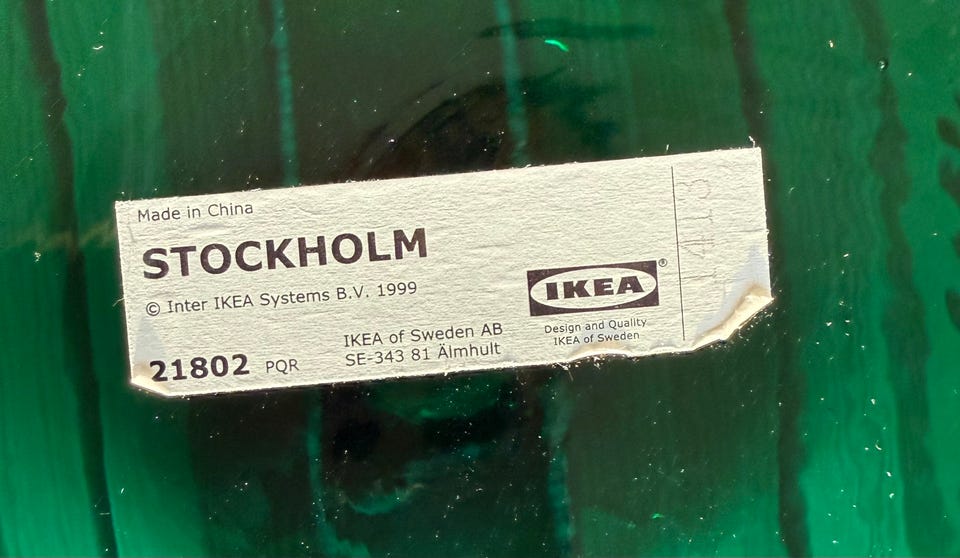 Made in China
STOCKHOLM
© Inter IKEA Systems B.V. 1999
21802 PQR
IKEA of Sweden AB
SE-343 81 Älmhult
IKEA®
Design and Quality
IKEA of Sweden